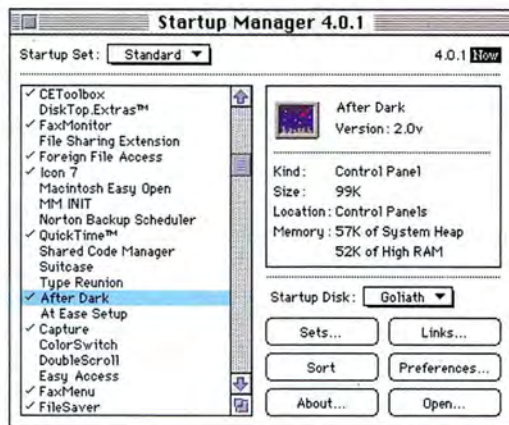 Startup Manager 4.0.1
Startup Set: Standard
4.0.1 Now
✓ CEToolbox
DiskTop.Extras™
✓ FaxMonitor
File Sharing Extension
✓ Foreign File Access
✓ Icon 7
Macintosh Easy Open
MM INIT
Norton Backup Scheduler
✓ QuickTime™
Shared Code Manager
Suitcase
Type Reunion
✓ After Dark
At Ease Setup
✓ Capture
ColorSwitch
DoubleScroll
Easy Access
✓ FaxMenu
✓ FileSaver
After Dark
Version: 2.0v
Kind: Control Panel
Size: 99K
Location: Control Panels
Memory: 57K of System Heap
52K of High RAM
Startup Disk: Goliath
Sets... Links...
Sort Preferences...
About... Open...